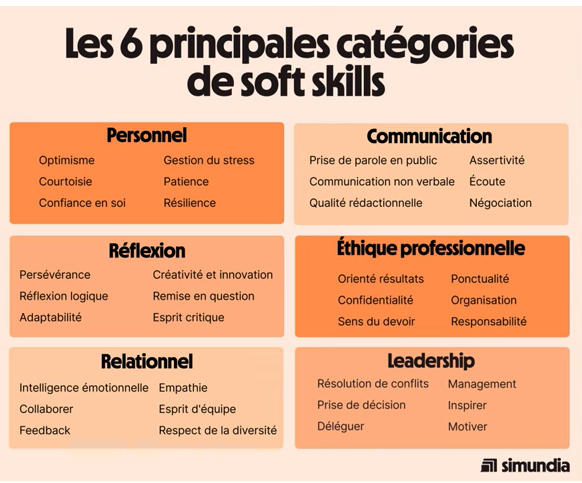 Les 6 principales catégories
de soft skills
Personnel
Optimisme
Gestion du stress
Courtoisie
Patience
Confiance en soi
Résilience
Communication
Prise de parole en public
Assertivité
Communication non verbale
Écoute
Qualité rédactionnelle
Négociation
Réflexion
Persévérance
Créativité et innovation
Réflexion logique
Remise en question
Adaptabilité
Esprit critique
Éthique professionnelle
Orienté résultats
Ponctualité
Confidentialité
Organisation
Sens du devoir
Responsabilité
Relationnel
Intelligence émotionnelle
Empathie
Collaborer
Esprit d'équipe
Feedback
Respect de la diversité
Leadership
Résolution de conflits
Management
Prise de décision
Inspirer
Déléguer
Motiver
simundia